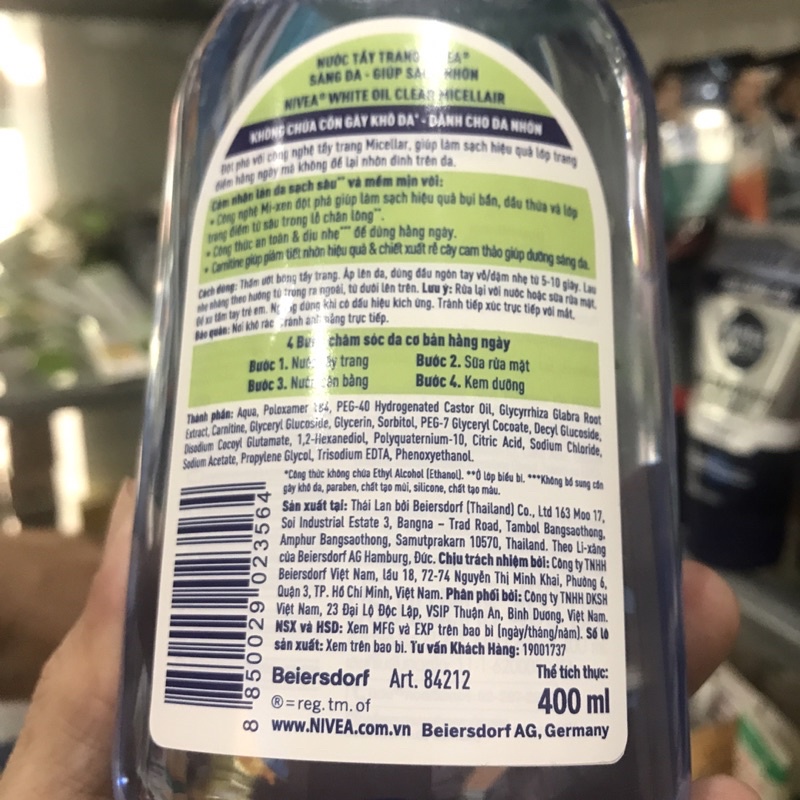 NƯỚC TẨY TRANG
SÁNG DA - GIÚP NHỜN
NIVEA® WHITE OIL CLEAR MICELLAIR
KHÔNG CHỨA CỒN GÂY KHÔ DA* - DÀNH CHO DA NHỜN
Đột phá với công nghệ tẩy trang Micellar, giúp làm sạch hiệu quả lớp trang
điểm hàng ngày mà không để lại nhờn dính trên da.
Cảm nhận làn da sạch sâu** và mềm mịn với:
• Công nghệ Mi-xen đột phá giúp làm sạch hiệu quả bụi bẩn, dầu thừa và lớp
trang điểm từ sâu trong lỗ chân lông**.
• Công thức an toàn & dịu nhẹ*** để dùng hàng ngày.
• Carnitine giúp giảm tiết nhờn hiệu quả & chiết xuất rễ cây cam thảo giúp dưỡng sáng da.
Cách dùng: Thấm ướt bông tẩy trang. Áp lên da, dùng đầu ngón tay vỗ/dặm nhẹ từ 5-10 giây. Lau
nhẹ nhàng theo hướng từ trong ra ngoài, từ dưới lên trên. Lưu ý: Rửa lại với nước hoặc sữa rửa mặt.
Để xa tầm tay trẻ em. Ngưng dùng khi có dấu hiệu kích ứng. Tránh tiếp xúc trực tiếp với mắt.
Bảo quản: Nơi khô ráo, tránh ánh nắng trực tiếp.
4 Bước chăm sóc da cơ bản hàng ngày
Bước 1. Nước tẩy trang Bước 2. Sữa rửa mặt
Bước 3. Nước cân bằng Bước 4. Kem dưỡng
Thành phần: Aqua, Poloxamer 184, PEG-40 Hydrogenated Castor Oil, Glycyrrhiza Glabra Root
Extract, Carnitine, Glyceryl Glucoside, Glycerin, Sorbitol, PEG-7 Glyceryl Cocoate, Decyl Glucoside,
Disodium Cocoyl Glutamate, 1,2-Hexanediol, Polyquaternium-10, Citric Acid, Sodium Chloride,
Sodium Acetate, Propylene Glycol, Trisodium EDTA, Phenoxyethanol.
*Công thức không chứa Ethyl Alcohol (Ethanol). **Ở lớp biểu bì. ***Không bổ sung cồn
gây khô da, paraben, chất tạo mùi, silicone, chất tạo màu.
Sản xuất tại: Thái Lan bởi Beiersdorf (Thailand) Co., Ltd 163 Moo 17,
Soi Industrial Estate 3, Bangna - Trad Road, Tambol Bangsaothong,
Amphur Bangsaothong, Samutprakarn 10570, Thailand. Theo Li-xăng
của Beiersdorf AG Hamburg, Đức. Chịu trách nhiệm bởi: Công ty TNHH
Beiersdorf Việt Nam, lầu 18, 72-74 Nguyễn Thị Minh Khai, Phường 6,
Quận 3, TP. Hồ Chí Minh, Việt Nam. Phân phối bởi: Công ty TNHH DKSH
Việt Nam, 23 Đại Lộ Độc Lập, VSIP Thuận An, Bình Dương, Việt Nam.
NSX và HSD: Xem MFG và EXP trên bao bì (ngày/tháng/năm). Số lô
sản xuất: Xem trên bao bì. Tư vấn Khách Hàng: 19001737
8 850029 023564
Beiersdorf Art. 84212
Thể tích thực:
400 ml
®=reg. tm. of
www.NIVEA.com.vn Beiersdorf AG, Germany